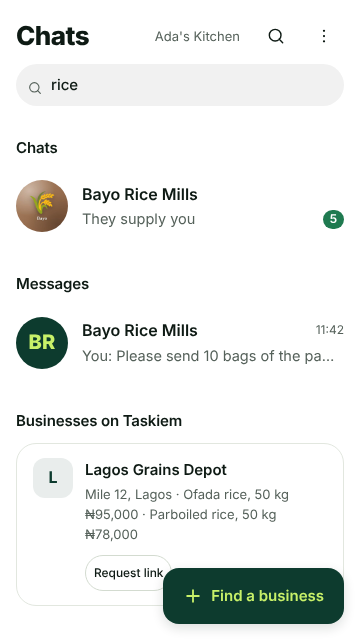 Chats
Ada's Kitchen
rice
Chats
Bayo
Bayo Rice Mills
They supply you
5
Messages
BR
Bayo Rice Mills
11:42
You: Please send 10 bags of the pa...
Businesses on Taskiem
L
Lagos Grains Depot
Mile 12, Lagos · Ofada rice, 50 kg
₦95,000 · Parboiled rice, 50 kg
₦78,000
Request link
Find a business